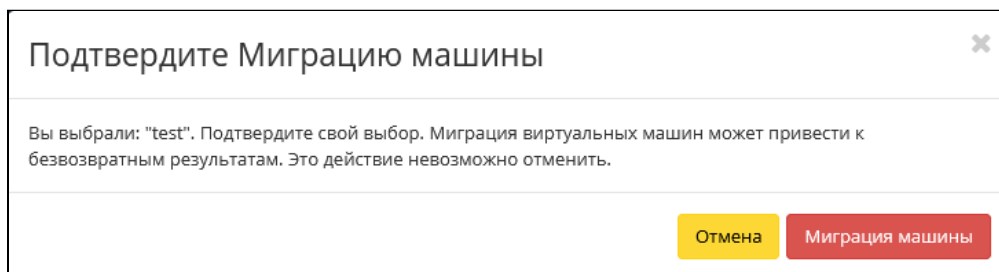 Подтвердите Миграцию машины
Вы выбрали: "test". Подтвердите свой выбор. Миграция виртуальных машин может привести к
безвозвратным результатам. Это действие невозможно отменить.
Отмена
Миграция машины